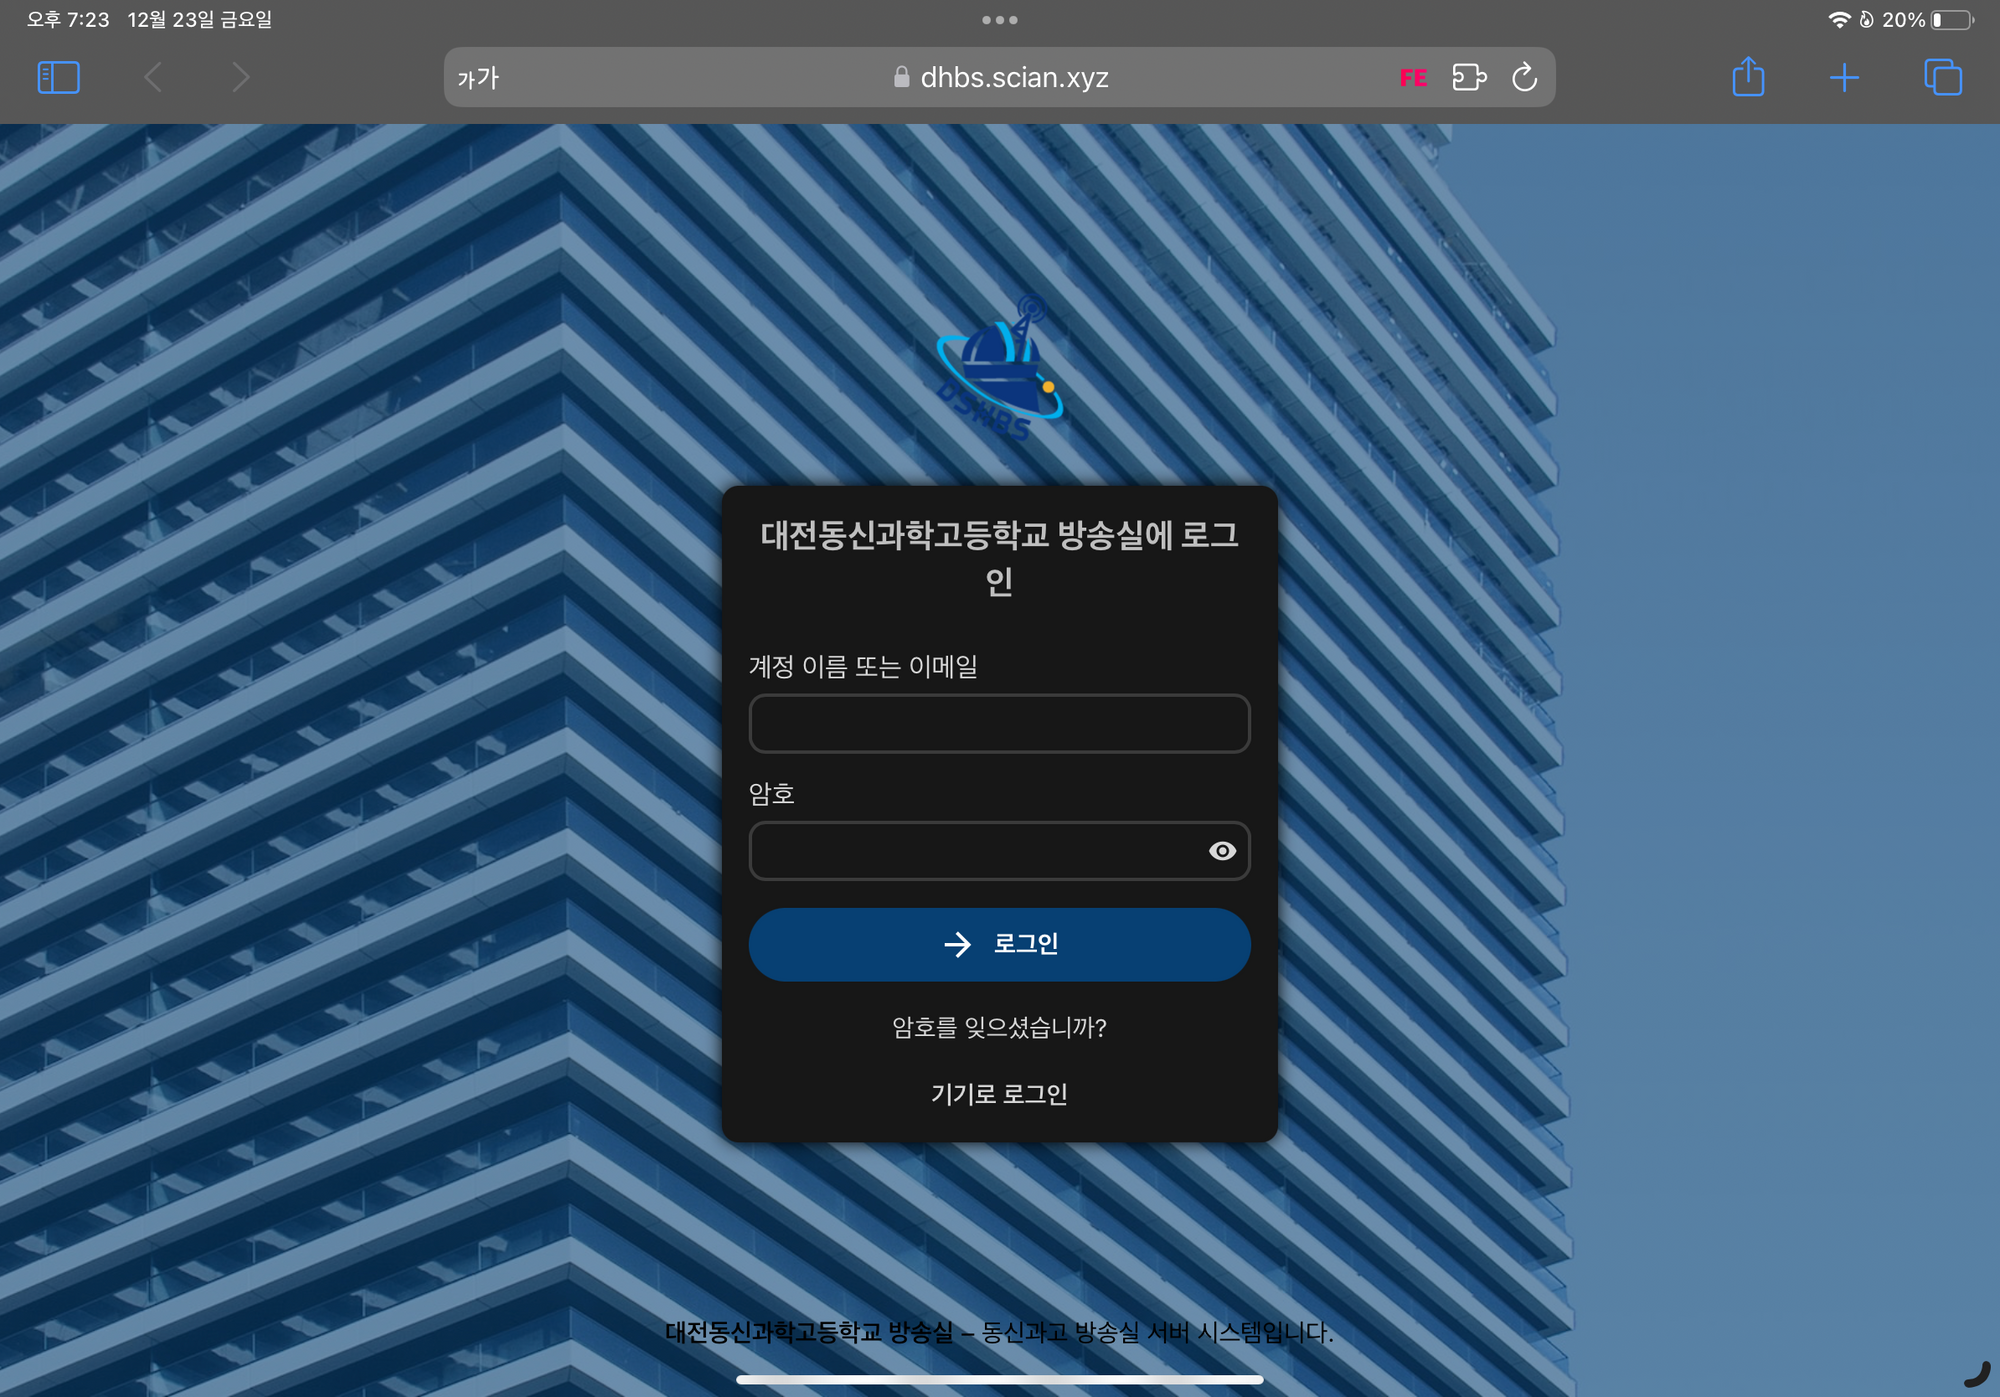 오후 7:23 12월 23일 금요일
20%
가가 dhbs.scian.xyz FE
DSHBS
대전동신과학고등학교 방송실에 로그
인
계정 이름 또는 이메일
암호
로그인
암호를 잊으셨습니까?
기기로 로그인
대전동신과학고등학교 방송실 – 동신과고 방송실 서버 시스템입니다.